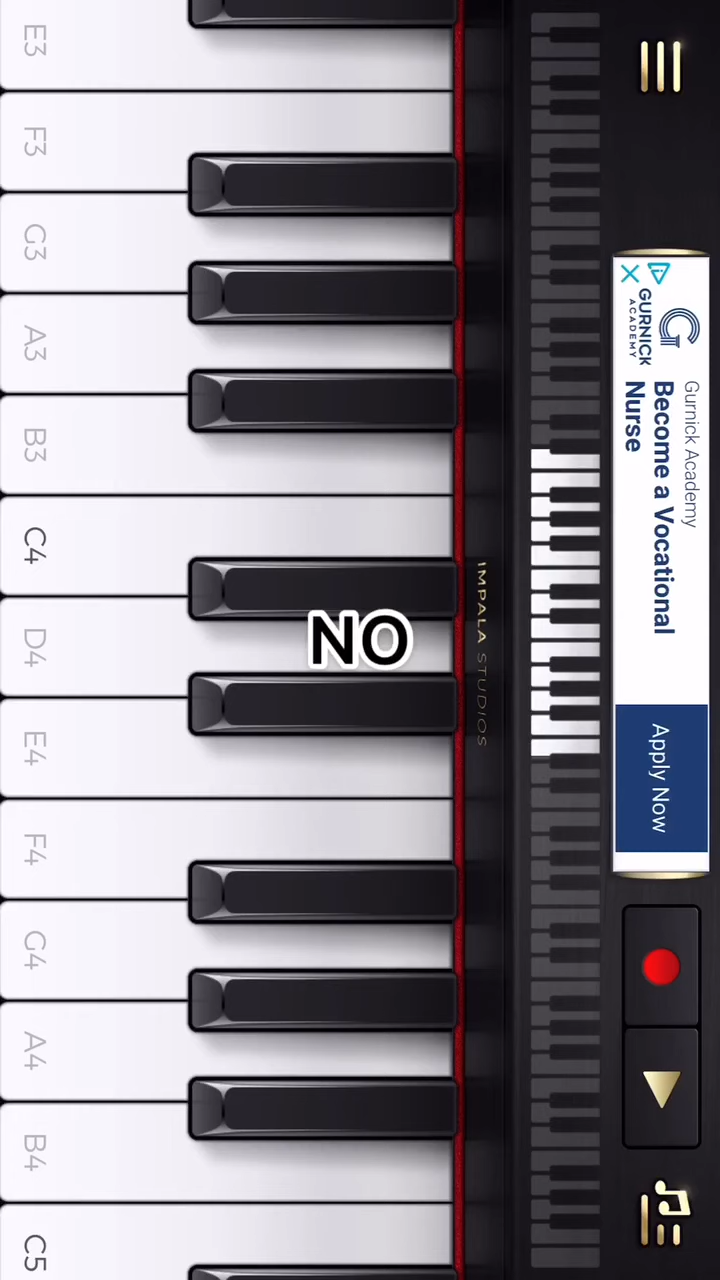 E3
F3
G3
A3
B3
C4
D4
E4
F4
G4
A4
B4
C5
NO
IMPALA STUDIOS
GURNICK
ACADEMY
Gurnick Academy
Become a Vocational
Nurse
Apply Now